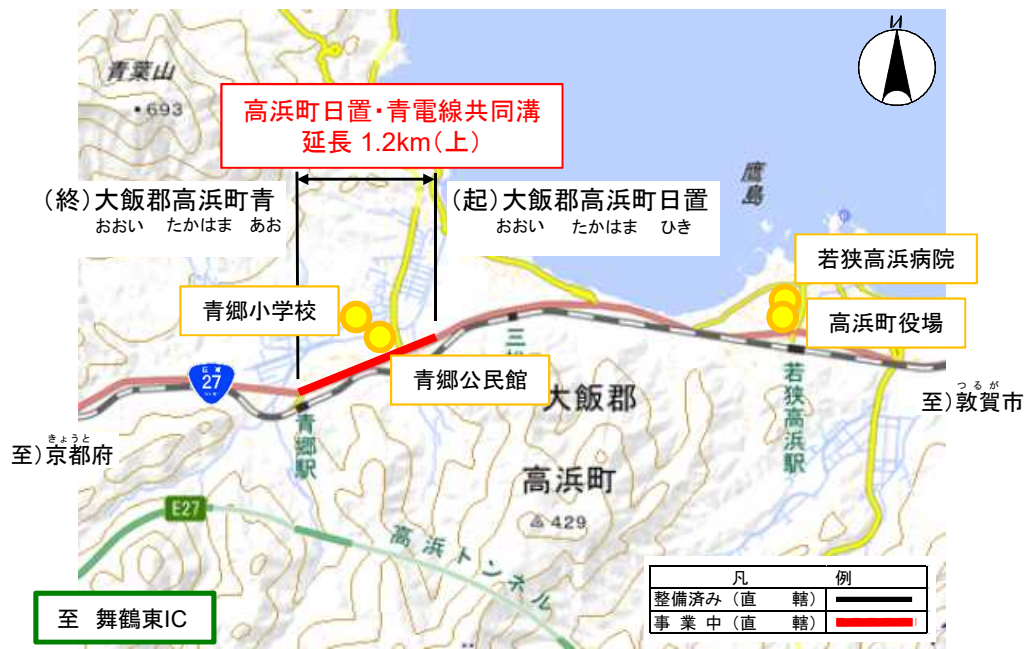 N
青葉山
・693
高浜町日置・青電線共同溝
延長 1.2km(上)
鷹島
(終)大飯郡高浜町青
おおい たかはま あお
(起)大飯郡高浜町日置
おおい たかはま ひき
若狭高浜病院
青郷小学校
高浜町役場
27
青郷公民館
大飯郡
つるが
至)敦賀市
若狭高浜駅
青郷駅
きょうと
至)京都府
高浜町
429
E27
高浜トンネル
凡 例
整備済み (直 轄)
事業中 (直 轄)
至 舞鶴東IC